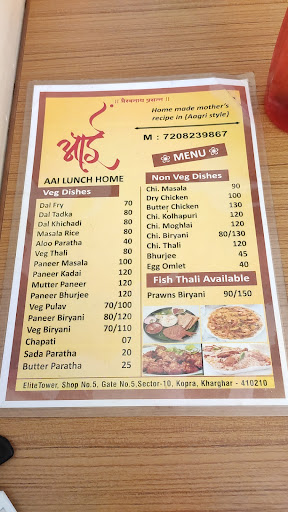 || भैरवनाथ प्रसन्न ||
Home made mother's
recipe in (Aagri style)
आई
M : 7208239867
AAI LUNCH HOME
MENU
Veg Dishes
Dal Fry 70
Dal Tadka 80
Dal Khichadi 80
Masala Rice 80
Aloo Paratha 40
Veg Thali 80
Paneer Masala 100
Paneer Kadai 120
Mutter Paneer 120
Paneer Bhurjee 120
Veg Pulav 70/100
Paneer Biryani 80/120
Veg Biryani 70/110
Chapati 07
Sada Paratha 20
Butter Paratha 25
Non Veg Dishes
Chi. Masala 90
Dry Chicken 100
Butter Chicken 130
Chi. Kolhapuri 120
Chi. Moghlai 120
Chi. Biryani 80/130
Chi. Thali 120
Bhurjee 45
Egg Omlet 40
Fish Thali Available
Prawns Biryani 90/150
EliteTower, Shop No.5, Gate No.5,Sector-10, Kopra, Kharghar - 410210